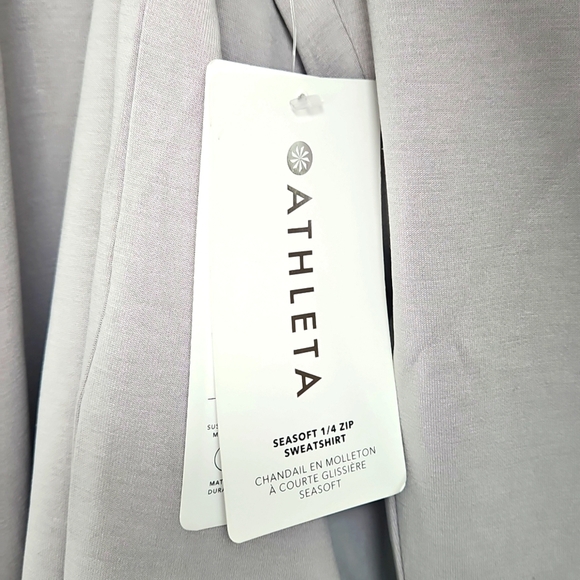 ATHLETA
SEASOFT 1/4 ZIP
SWEATSHIRT
CHANDAIL EN MOLLETON
À COURTE GLISSIÈRE
SEASOFT